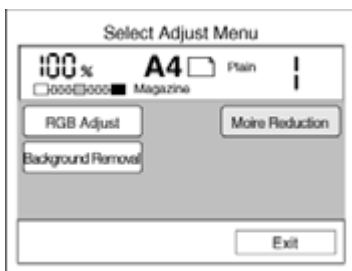 Select Adjust Menu
100 % A4 Plain 1
Magazine
RGB Adjust Moire Reduction
Background Removal
Exit